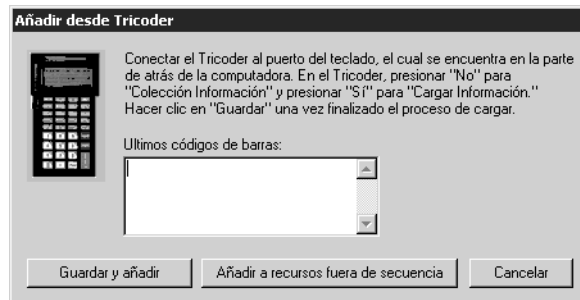 Añadir desde Tricoder
Conectar el Tricoder al puerto del teclado, el cual se encuentra en la parte
de atrás de la computadora. En el Tricoder, presionar "No" para
"Colección Información" y presionar "Sí" para "Cargar Información."
Hacer clic en "Guardar" una vez finalizado el proceso de cargar.
Ultimos códigos de barras:
Guardar y añadir
Añadir a recursos fuera de secuencia
Cancelar